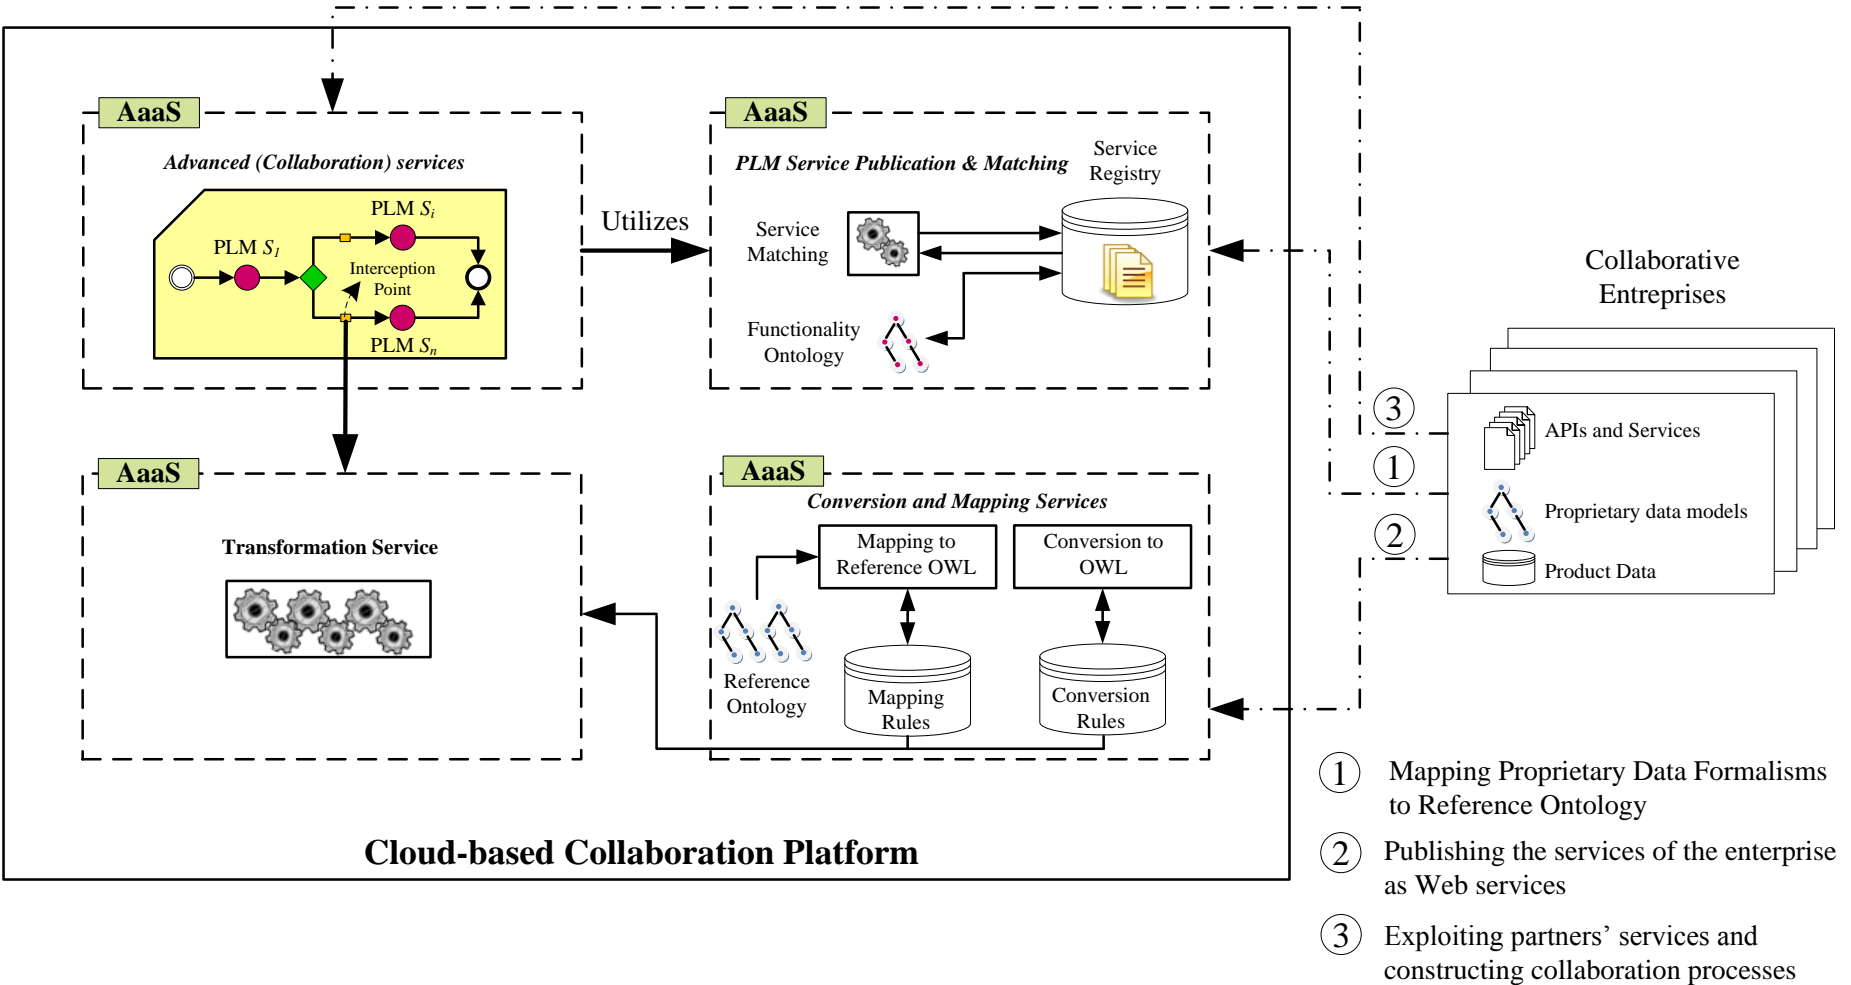 AaaS
Advanced (Collaboration) services
PLM Si
PLM S1
Interception
Point
PLM Sn
Utilizes
AaaS
PLM Service Publication & Matching
Service
Registry
Service
Matching
Functionality
Ontology
AaaS
Transformation Service
AaaS
Conversion and Mapping Services
Mapping to
Reference OWL
Conversion to
OWL
Reference
Ontology
Mapping
Rules
Conversion
Rules
Cloud-based Collaboration Platform
Collaborative
Entreprises
3
APIs and Services
1
Proprietary data models
2
Product Data
1 Mapping Proprietary Data Formalisms
to Reference Ontology
2 Publishing the services of the enterprise
as Web services
3 Exploiting partners’ services and
constructing collaboration processes